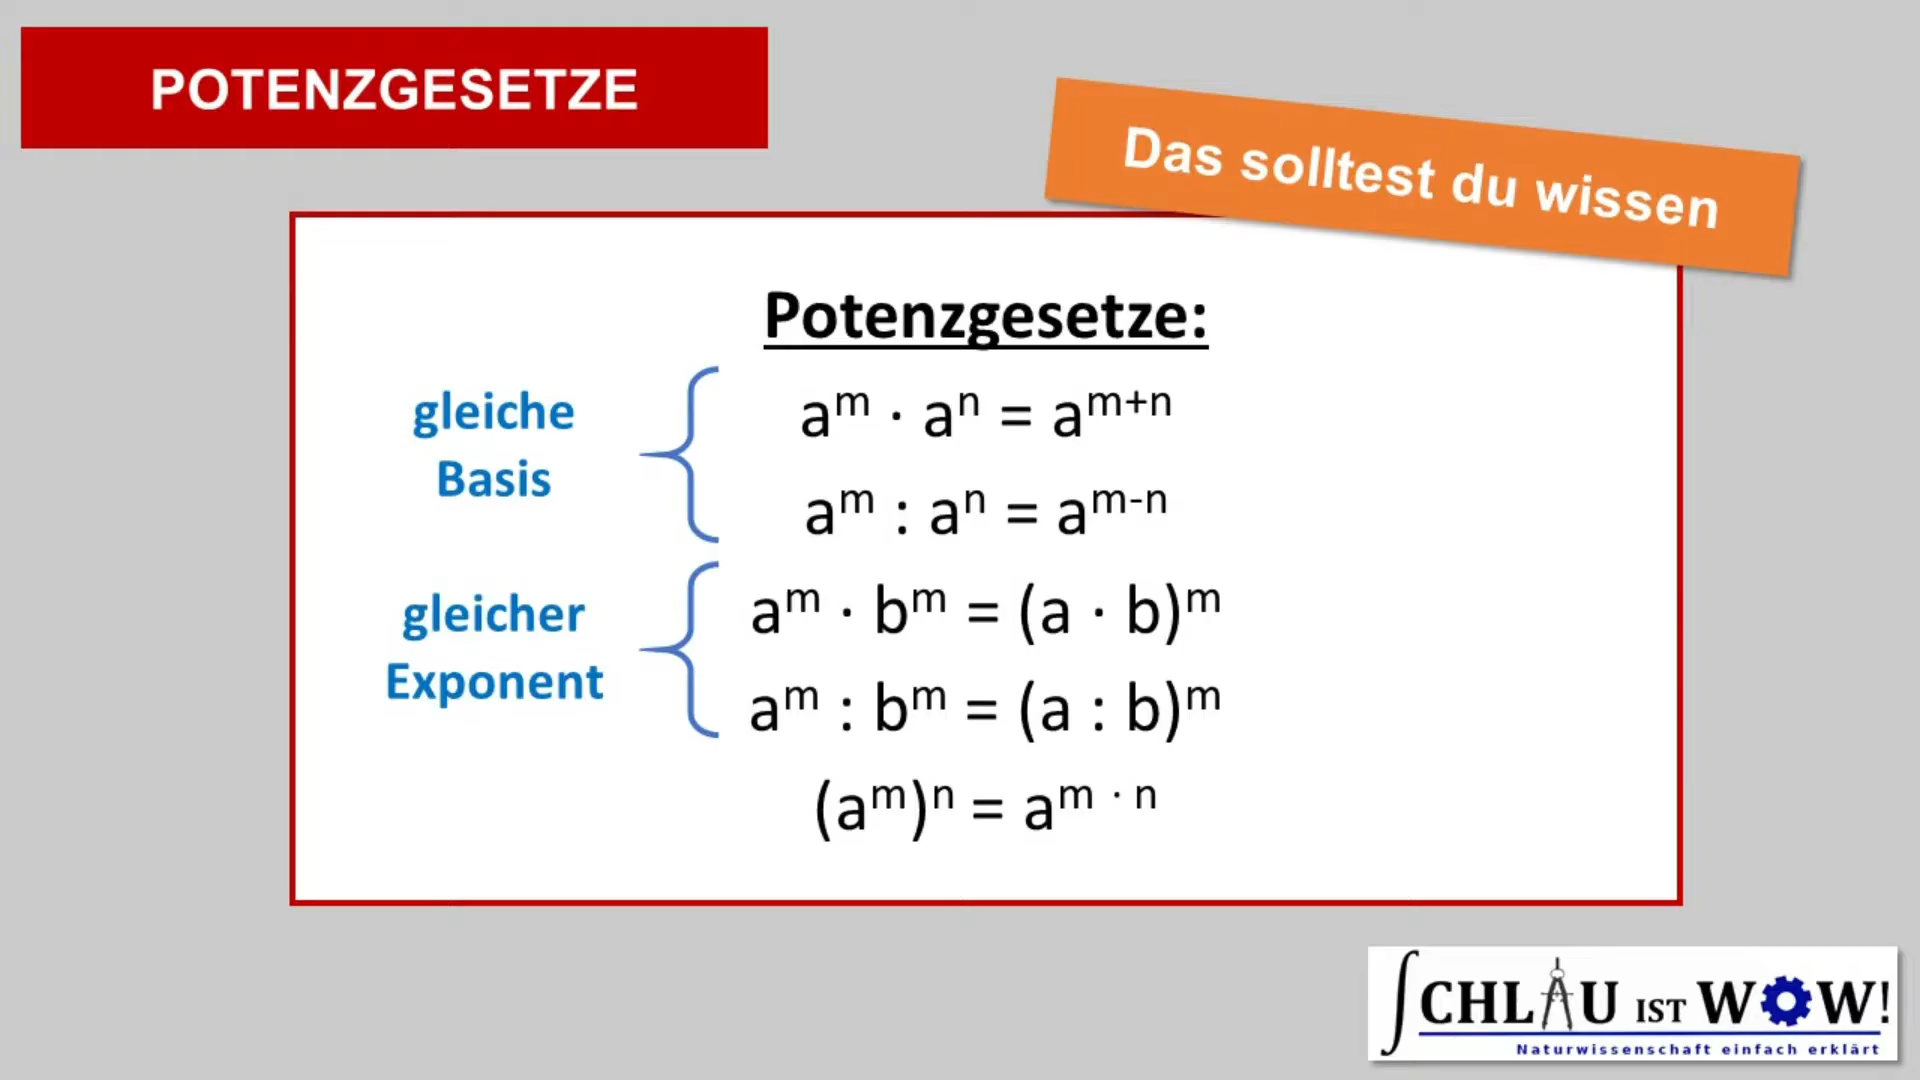 POTENZGESETZE
Das solltest du wissen
Potenzgesetze:
gleiche
Basis
aᵐ · aⁿ = aᵐ⁺ⁿ
aᵐ : aⁿ = aᵐ⁻ⁿ
gleicher
Exponent
aᵐ · bᵐ = (a · b)ᵐ
aᵐ : bᵐ = (a : b)ᵐ
(aᵐ)ⁿ = aᵐ ᐧ ⁿ
SCHLAU IST WOW!
Naturwissenschaft einfach erklärt